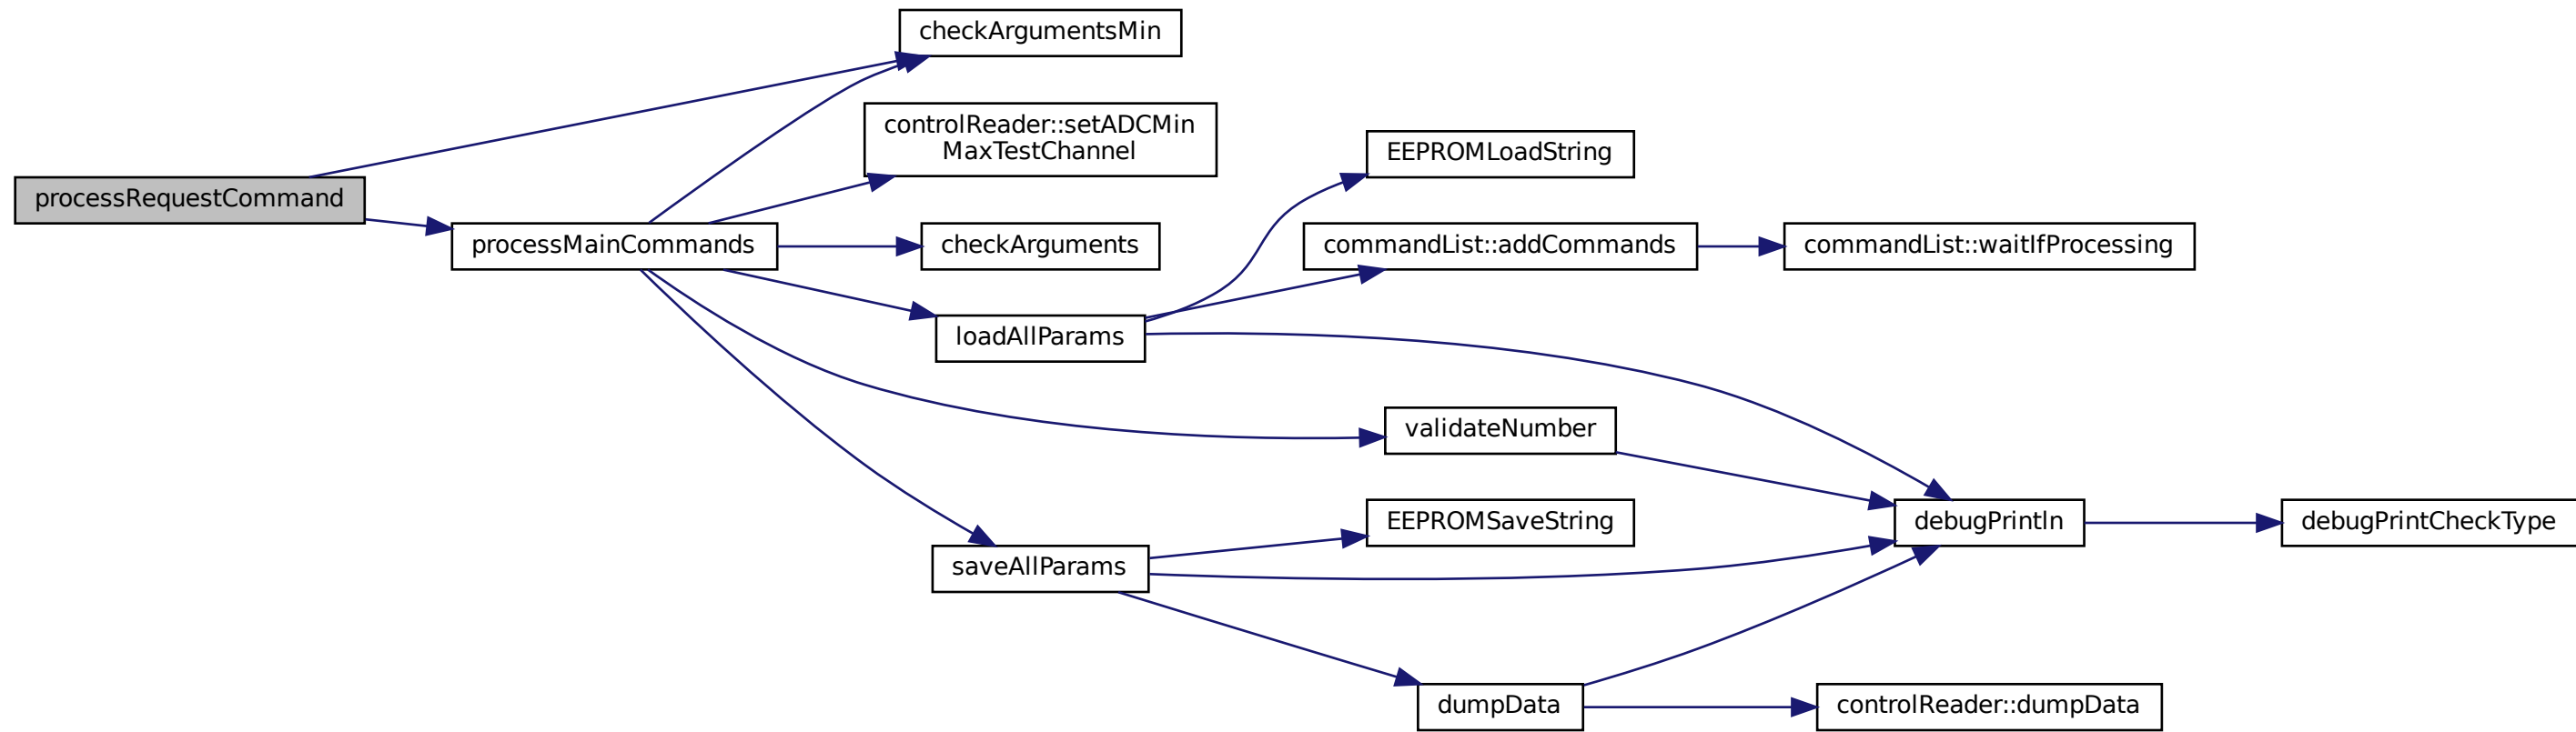 checkArgumentsMin
controlReader::setADCMin
MaxTestChannel
EEPROMLoadString
processRequestCommand
processMainCommands
checkArguments
commandList::addCommands
commandList::waitIfProcessing
loadAllParams
validateNumber
EEPROMSaveString
debugPrintln
debugPrintCheckType
saveAllParams
dumpData
controlReader::dumpData